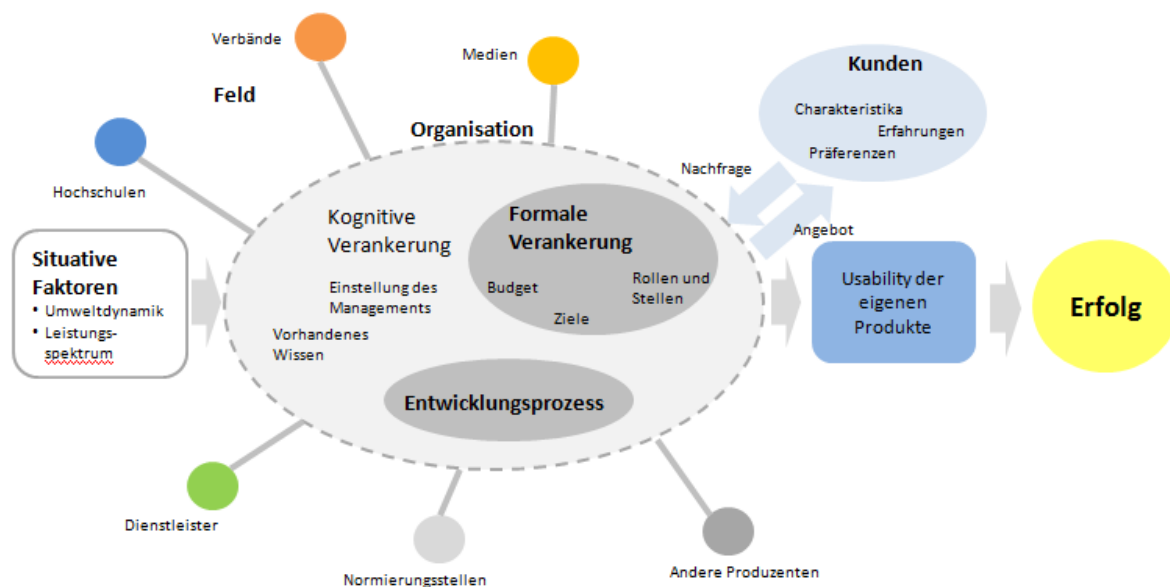 Verbände
Medien
Feld
Kunden
Charakteristika
Erfahrungen
Präferenzen
Organisation
Nachfrage
Hochschulen
Angebot
Situative
Faktoren
• Umweltdynamik
• Leistungs-
spektrum
Kognitive
Verankerung
Einstellung des
Managements
Vorhandenes
Wissen
Formale
Verankerung
Budget
Rollen und
Stellen
Ziele
Entwicklungsprozess
Usability der
eigenen
Produkte
Erfolg
Dienstleister
Normierungsstellen
Andere Produzenten